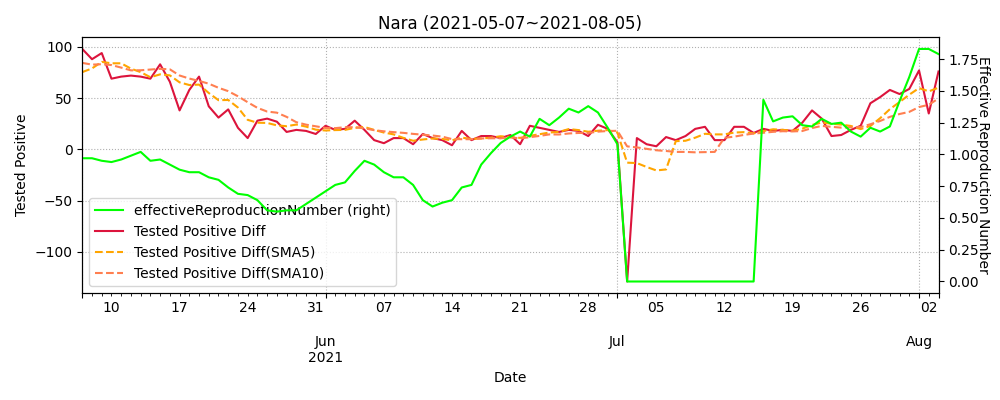 Nara (2021-05-07~2021-08-05)
100
50
0
−50
−100
Tested Positive
1.75
1.50
1.25
1.00
0.75
0.50
0.25
0.00
Effective Reproduction Number
effectiveReproductionNumber (right)
Tested Positive Diff
Tested Positive Diff(SMA5)
Tested Positive Diff(SMA10)
10 17 24 31 07 14 21 28 05 12 19 26 02
Jun Jul Aug
2021
Date